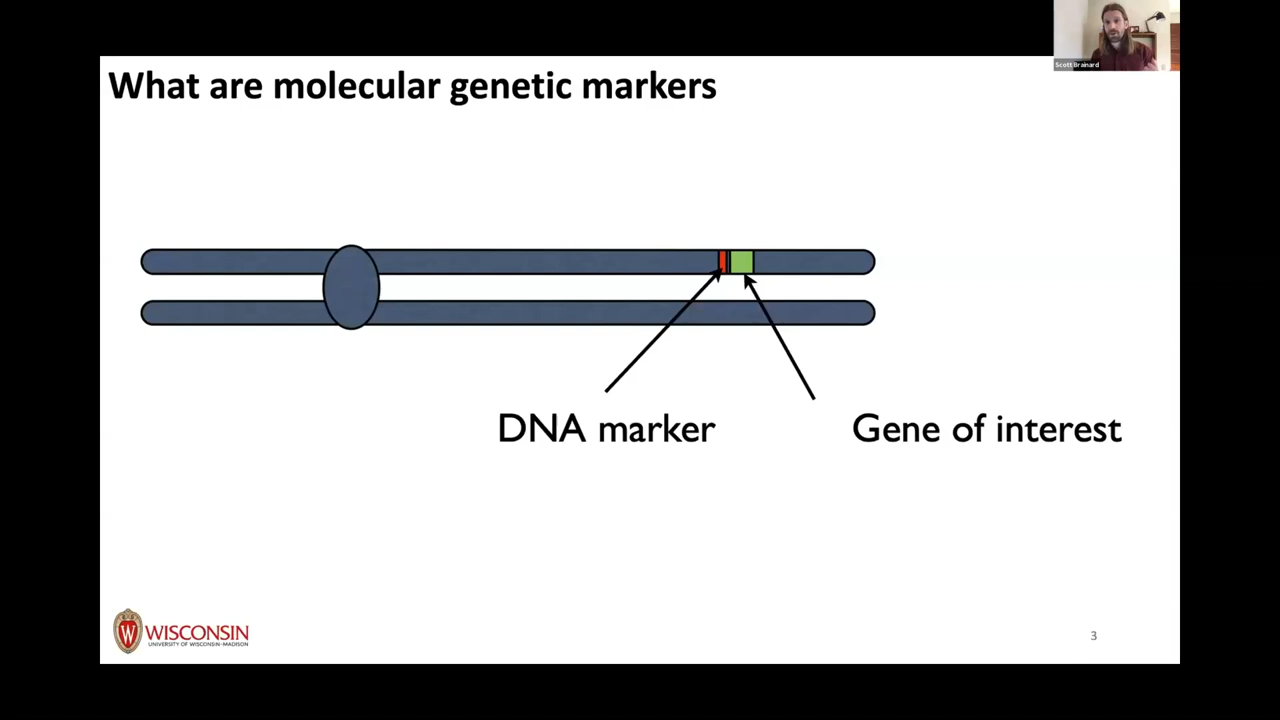 Scott Brainard
What are molecular genetic markers
DNA marker
Gene of interest
W
WISCONSIN
UNIVERSITY OF WISCONSIN–MADISON
3